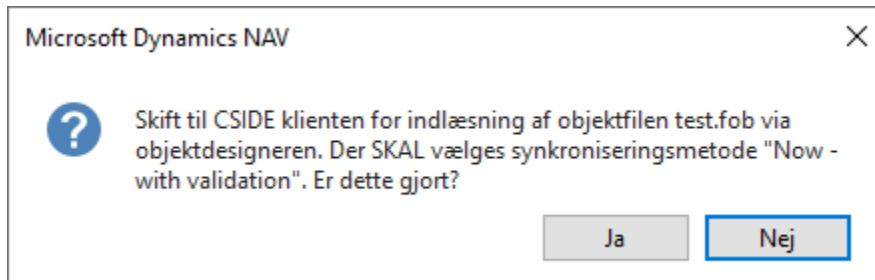 Microsoft Dynamics NAV
Skift til CSIDE klienten for indlæsning af objektfilen test.fob via
objektdesigneren. Der SKAL vælges synkroniseringsmetode "Now -
with validation". Er dette gjort?
Ja
Nej